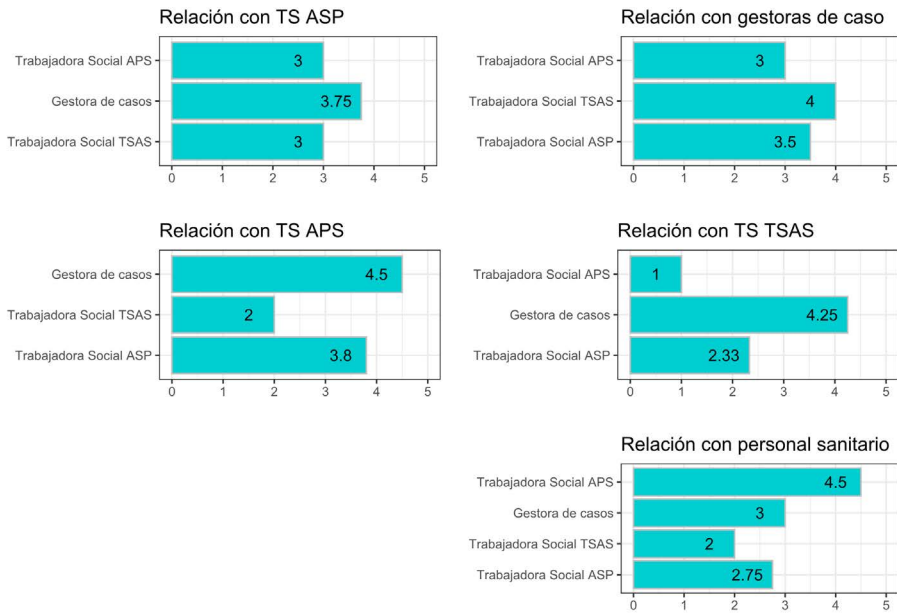 Relación con TS ASP
Trabajadora Social APS
3
Gestora de casos
3.75
Trabajadora Social TSAS
3
0 1 2 3 4 5
Relación con gestoras de caso
Trabajadora Social APS
3
Trabajadora Social TSAS
4
Trabajadora Social ASP
3.5
0 1 2 3 4 5
Relación con TS APS
Gestora de casos
4.5
Trabajadora Social TSAS
2
Trabajadora Social ASP
3.8
0 1 2 3 4 5
Relación con TS TSAS
Trabajadora Social APS
1
Gestora de casos
4.25
Trabajadora Social ASP
2.33
0 1 2 3 4 5
Relación con personal sanitario
Trabajadora Social APS
4.5
Gestora de casos
3
Trabajadora Social TSAS
2
Trabajadora Social ASP
2.75
0 1 2 3 4 5